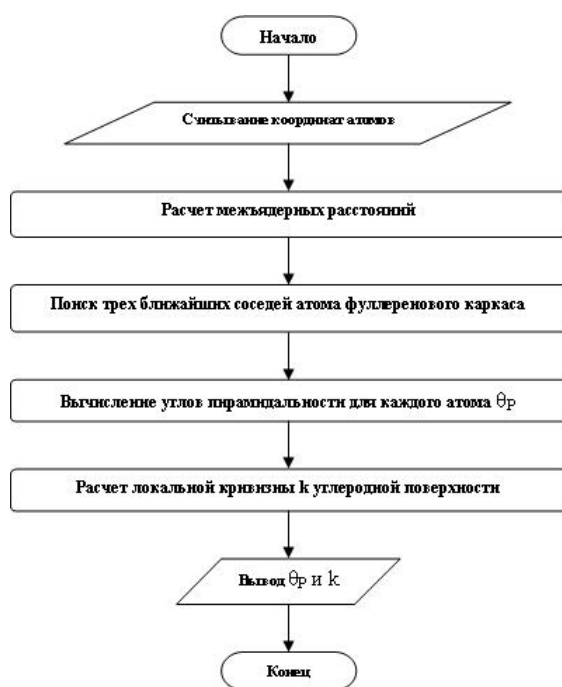 Начало
Считывание координат атомов
Расчет межъядерных расстояний
Поиск трех ближайших соседей атома фуллеренового каркаса
Вычисление углов пирамидальности для каждого атома θP
Расчет локальной кривизны k углеродной поверхности
Вывод θP и k
Конец